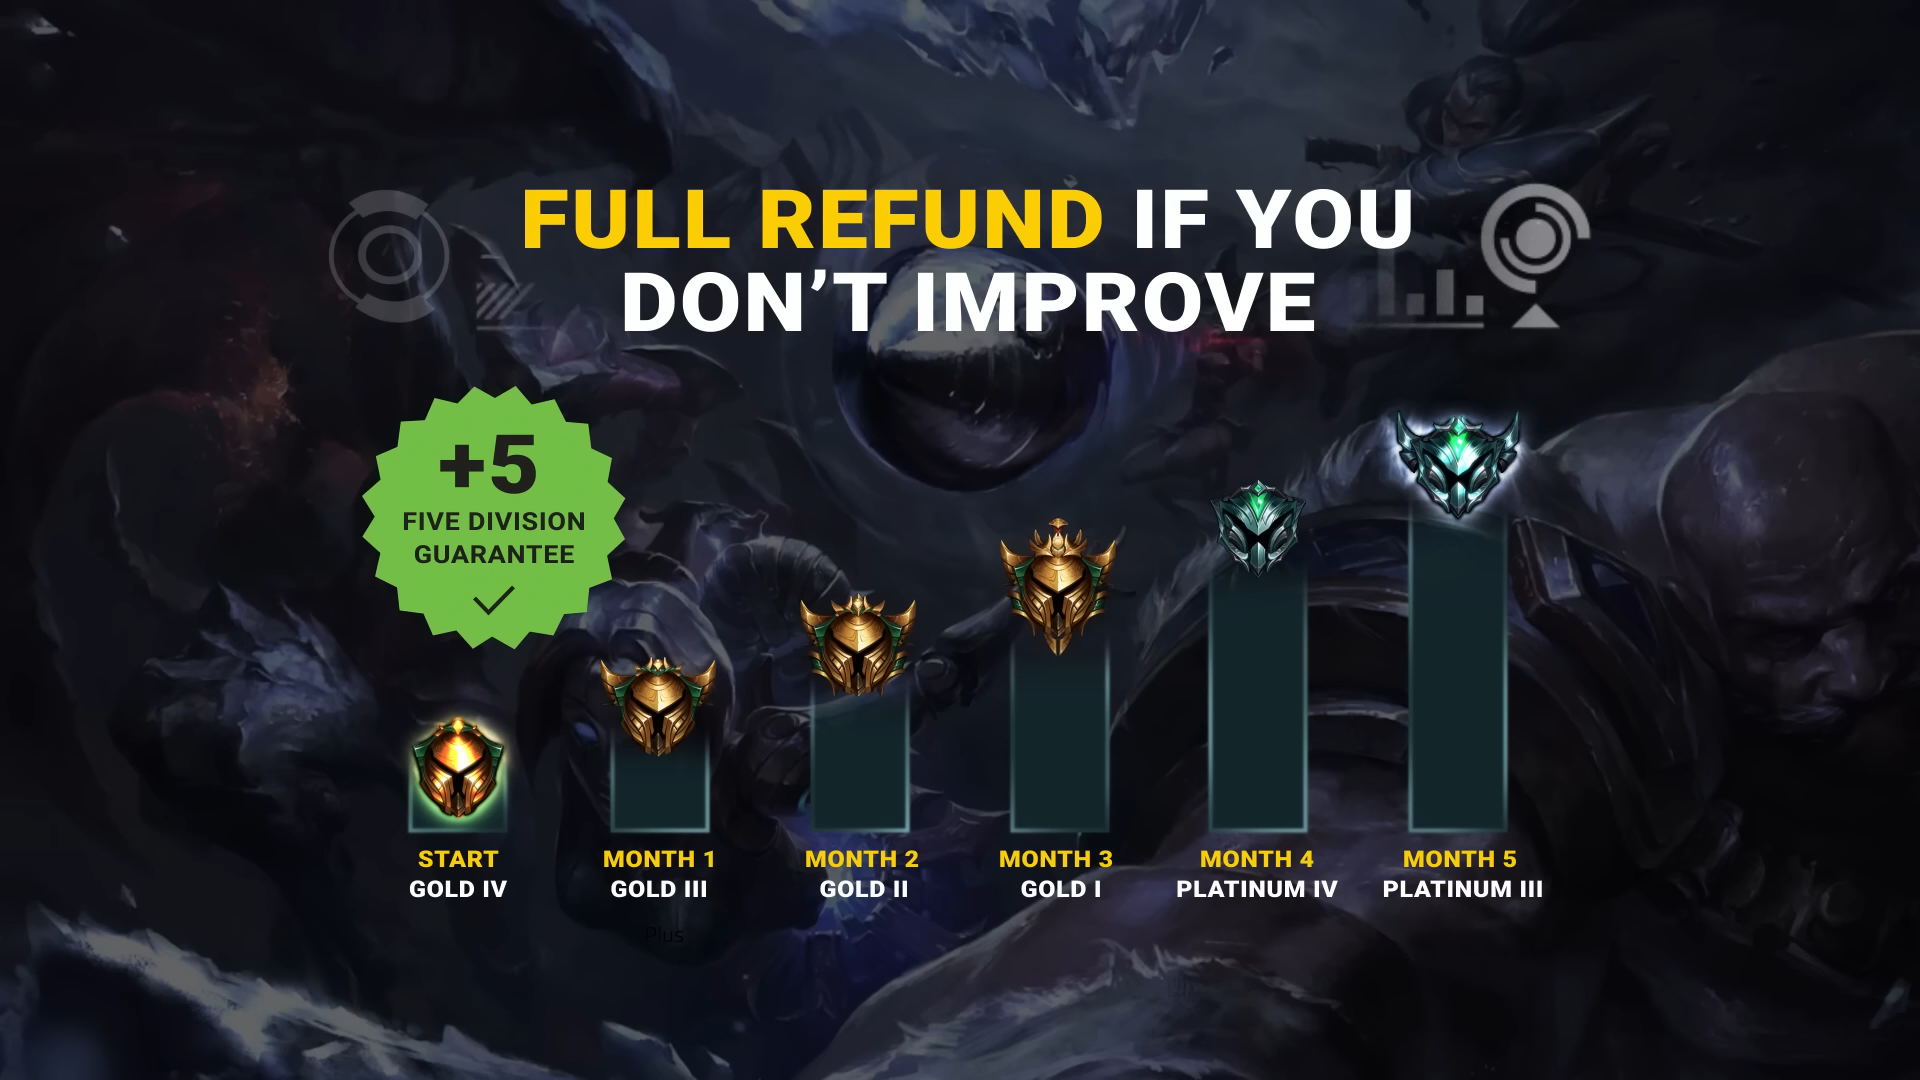 FULL REFUND IF YOU
DON’T IMPROVE
+5
FIVE DIVISION
GUARANTEE
START
GOLD IV
MONTH 1
GOLD III
MONTH 2
GOLD II
MONTH 3
GOLD I
MONTH 4
PLATINUM IV
MONTH 5
PLATINUM III
Plus